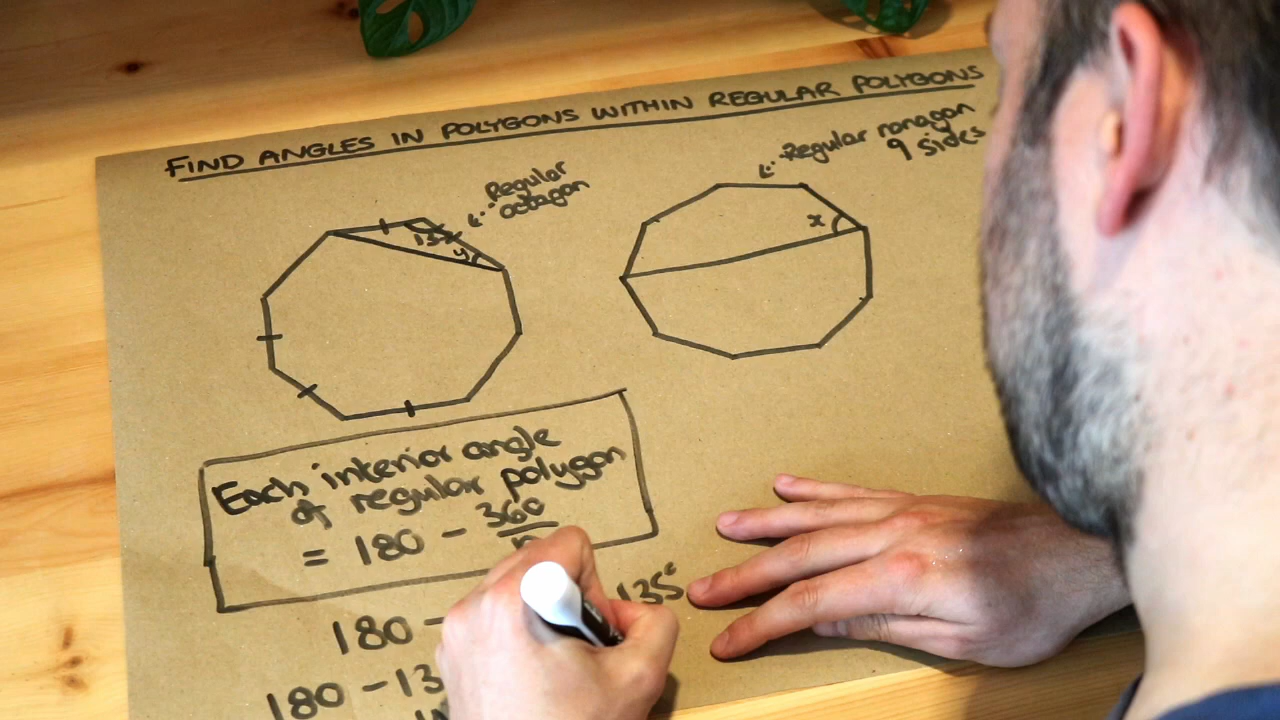 FIND ANGLES IN POLYGONS WITHIN REGULAR POLYGONS
Regular
octagon
y
Regular nonagon
9 sides
x
Each interior angle
of regular polygon
= 180 - 360
n
180 - 135°
180 - 13